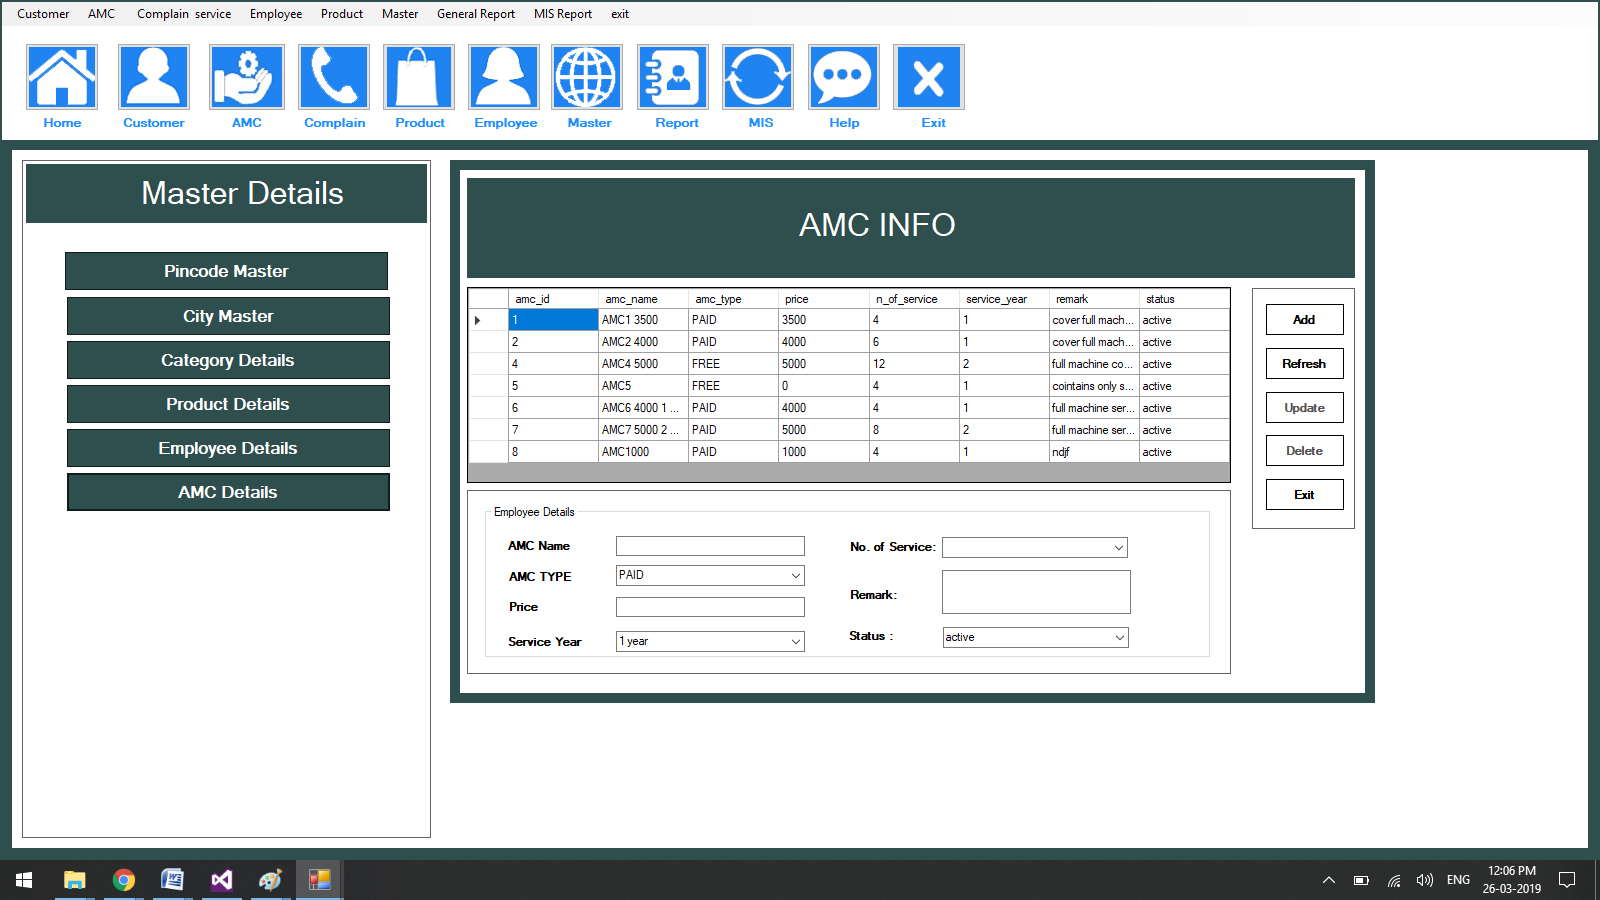 Customer AMC Complain service Employee Product Master General Report MIS Report exit
Home Customer AMC Complain Product Employee Master Report MIS Help Exit
Master Details
Pincode Master
City Master
Category Details
Product Details
Employee Details
AMC Details
AMC INFO
amc_id amc_name amc_type price n_of_service service_year remark status
1 AMC1 3500 PAID 3500 4 1 cover full mach... active
2 AMC2 4000 PAID 4000 6 1 cover full mach... active
4 AMC4 5000 FREE 5000 12 2 full machine co... active
5 AMC5 FREE 0 4 1 cointains only s... active
6 AMC6 4000 1 ... PAID 4000 4 1 full machine ser... active
7 AMC7 5000 2 ... PAID 5000 8 2 full machine ser... active
8 AMC1000 PAID 1000 4 1 ndjf active
Add
Refresh
Update
Delete
Exit
Employee Details
AMC Name
AMC TYPE PAID
Price
Service Year 1 year
No. of Service:
Remark:
Status : active
ENG
12:06 PM
26-03-2019